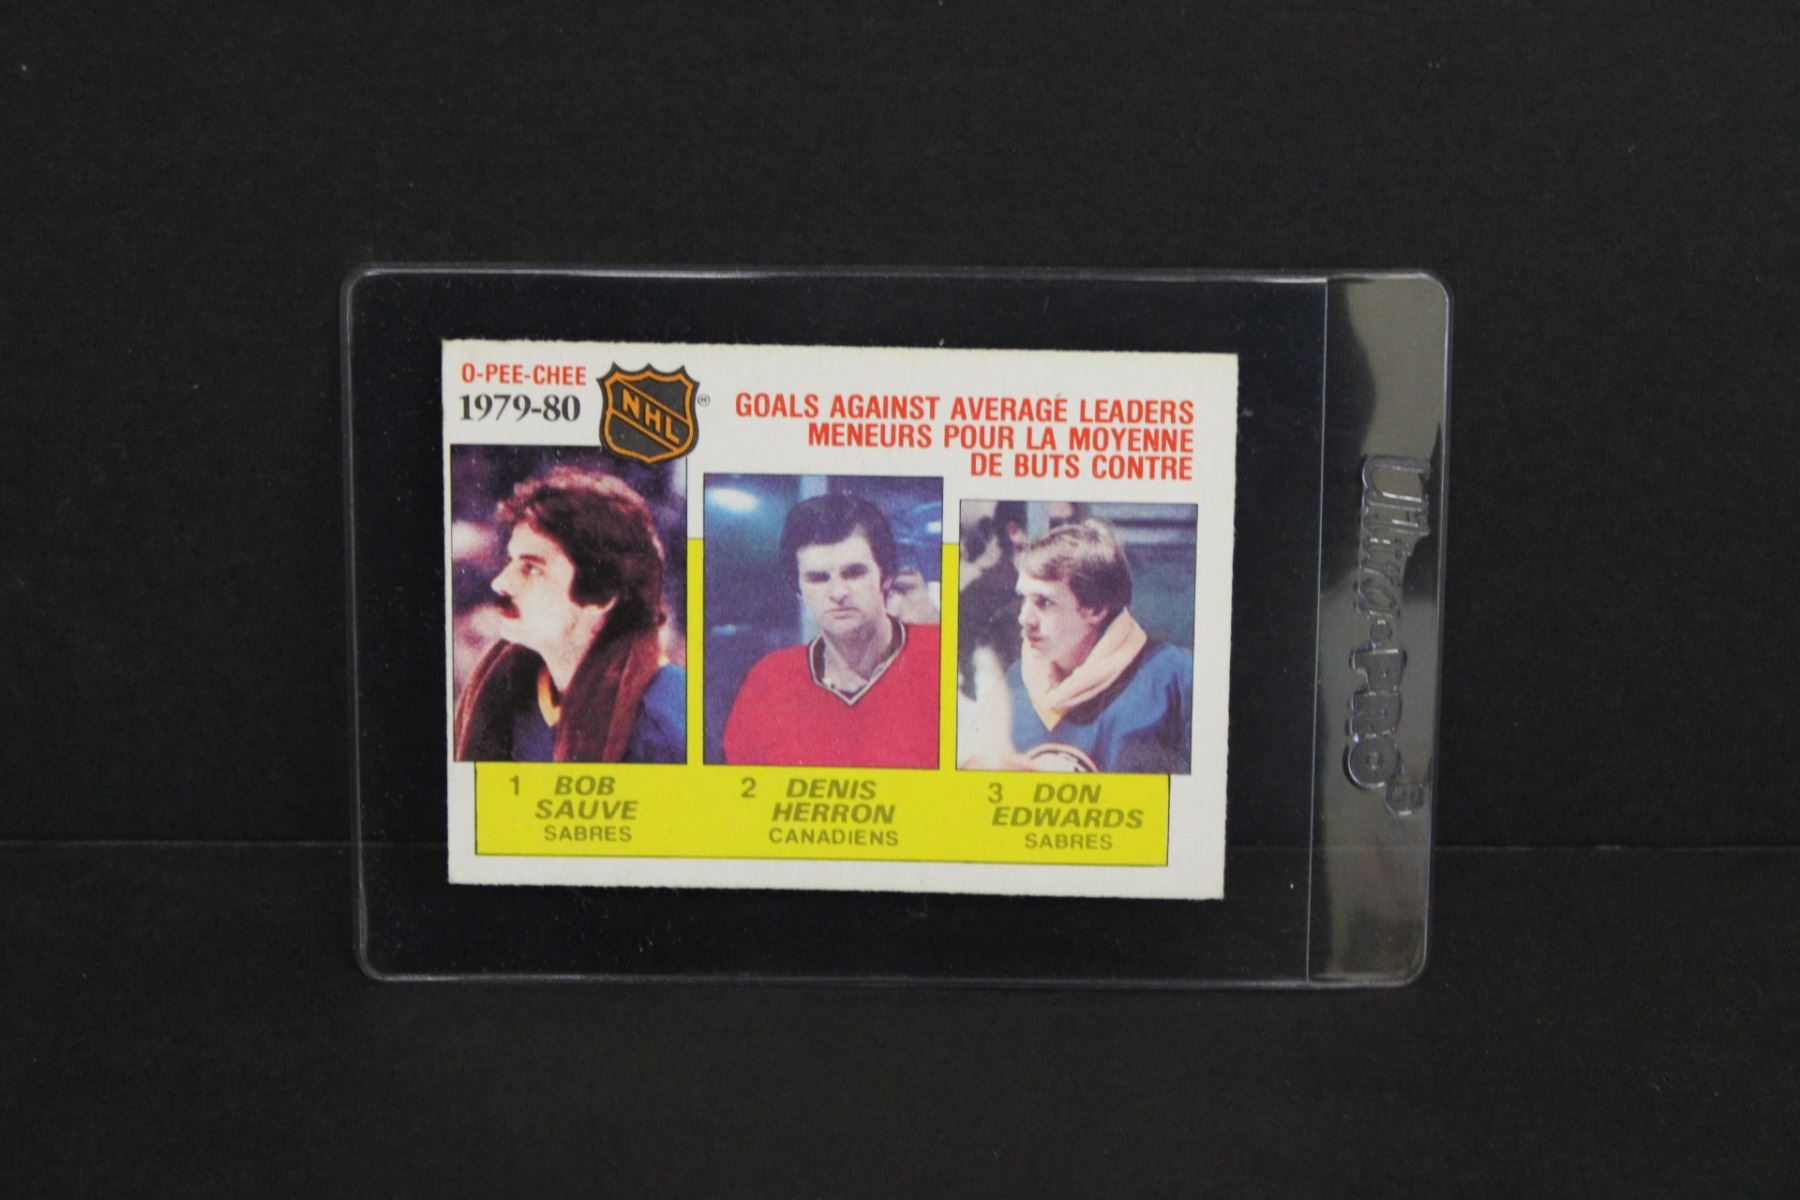 O-PEE-CHEE
1979-80
NHL
®
GOALS AGAINST AVERAGE LEADERS
MENEURS POUR LA MOYENNE
DE BUTS CONTRE
1 BOB
SAUVE
SABRES
2 DENIS
HERRON
CANADIENS
3 DON
EDWARDS
SABRES
Ultra-PRO